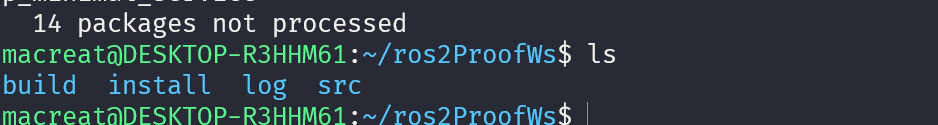 14 packages not processed
macreat@DESKTOP-R3HHM61:~/ros2ProofWs$ ls
build install log src
macreat@DESKTOP-R3HHM61:~/ros2ProofWs$